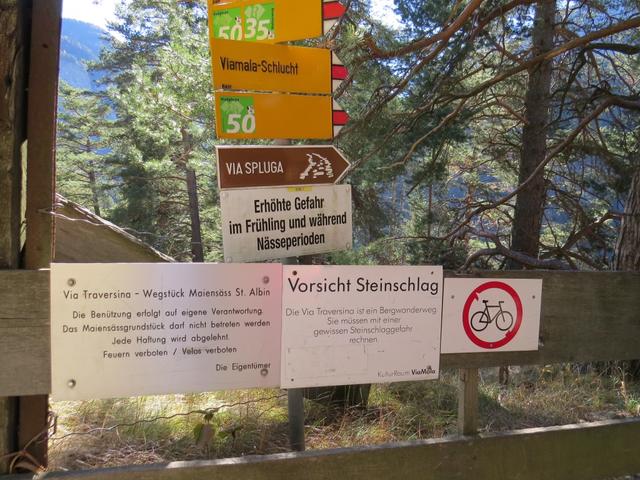 50 35
Viamala-Schlucht
50
VIA SPLUGA
Erhöhte Gefahr
im Frühling und während
Nässeperioden
Via Traversina - Wegstück Maiensäss St. Albin
Die Benützung erfolgt auf eigene Verantwortung.
Das Maiensässgrundstück darf nicht betreten werden
Jede Haftung wird abgelehnt.
Feuern verboten / Velos verboten
Die Eigentümer
Vorsicht Steinschlag
Die Via Traversina ist ein Bergwanderweg
Sie müssen mit einer
gewissen Steinschlaggefahr
rechnen.
KulturRaum ViaMala